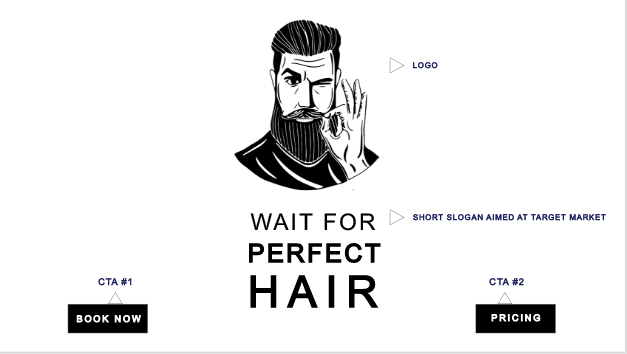 LOGO
WAIT FOR
SHORT SLOGAN AIMED AT TARGET MARKET
PERFECT
HAIR
CTA #1
CTA #2
BOOK NOW
PRICING